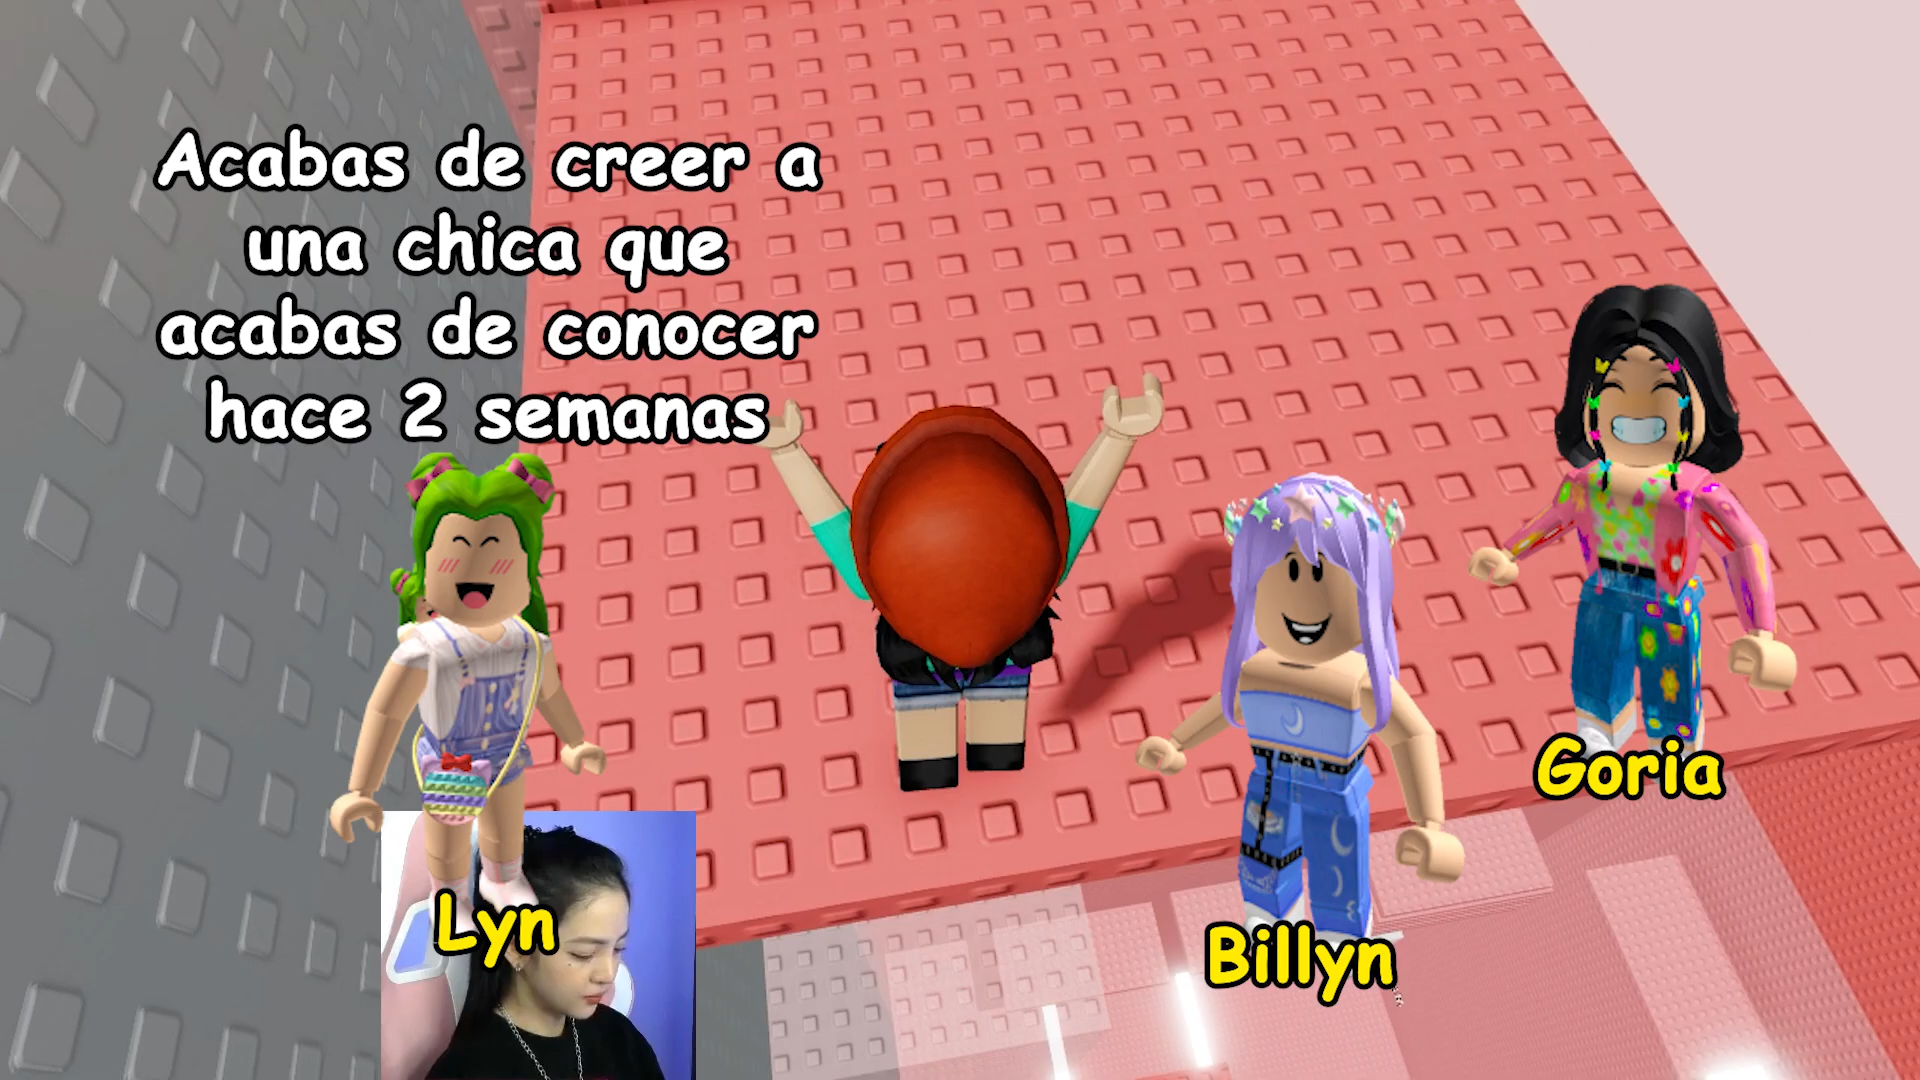 Acabas de creer a
una chica que
acabas de conocer
hace 2 semanas
Goria
Lyn
Billyn